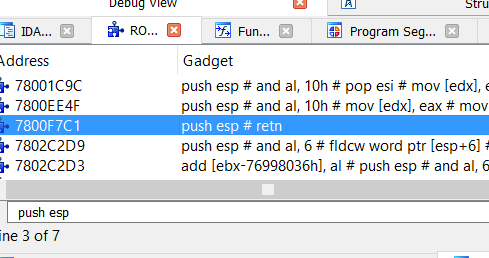 Debug View
Stru
IDA...
RO...
Fun...
Program Seg...
Address Gadget
78001C9C push esp # and al, 10h # pop esi # mov [edx], e
7800EE4F push esp # and al, 10h # mov [edx], eax # mov
7800F7C1 push esp # retn
7802C2D9 push esp # and al, 6 # fldcw word ptr [esp+6] #
7802C2D3 add [ebx-76998036h], al # push esp # and al, 6
push esp
ine 3 of 7